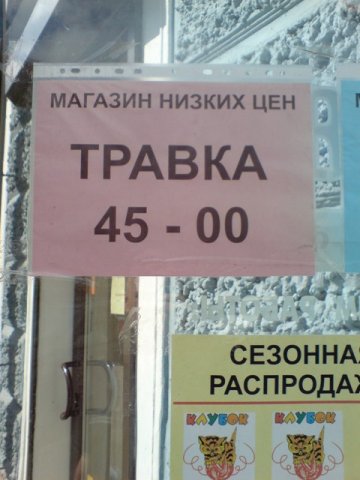 МАГАЗИН НИЗКИХ ЦЕН
ТРАВКА
45 - 00
СЕЗОННА
РАСПРОДАЖ
КЛУБОК КЛУБОК